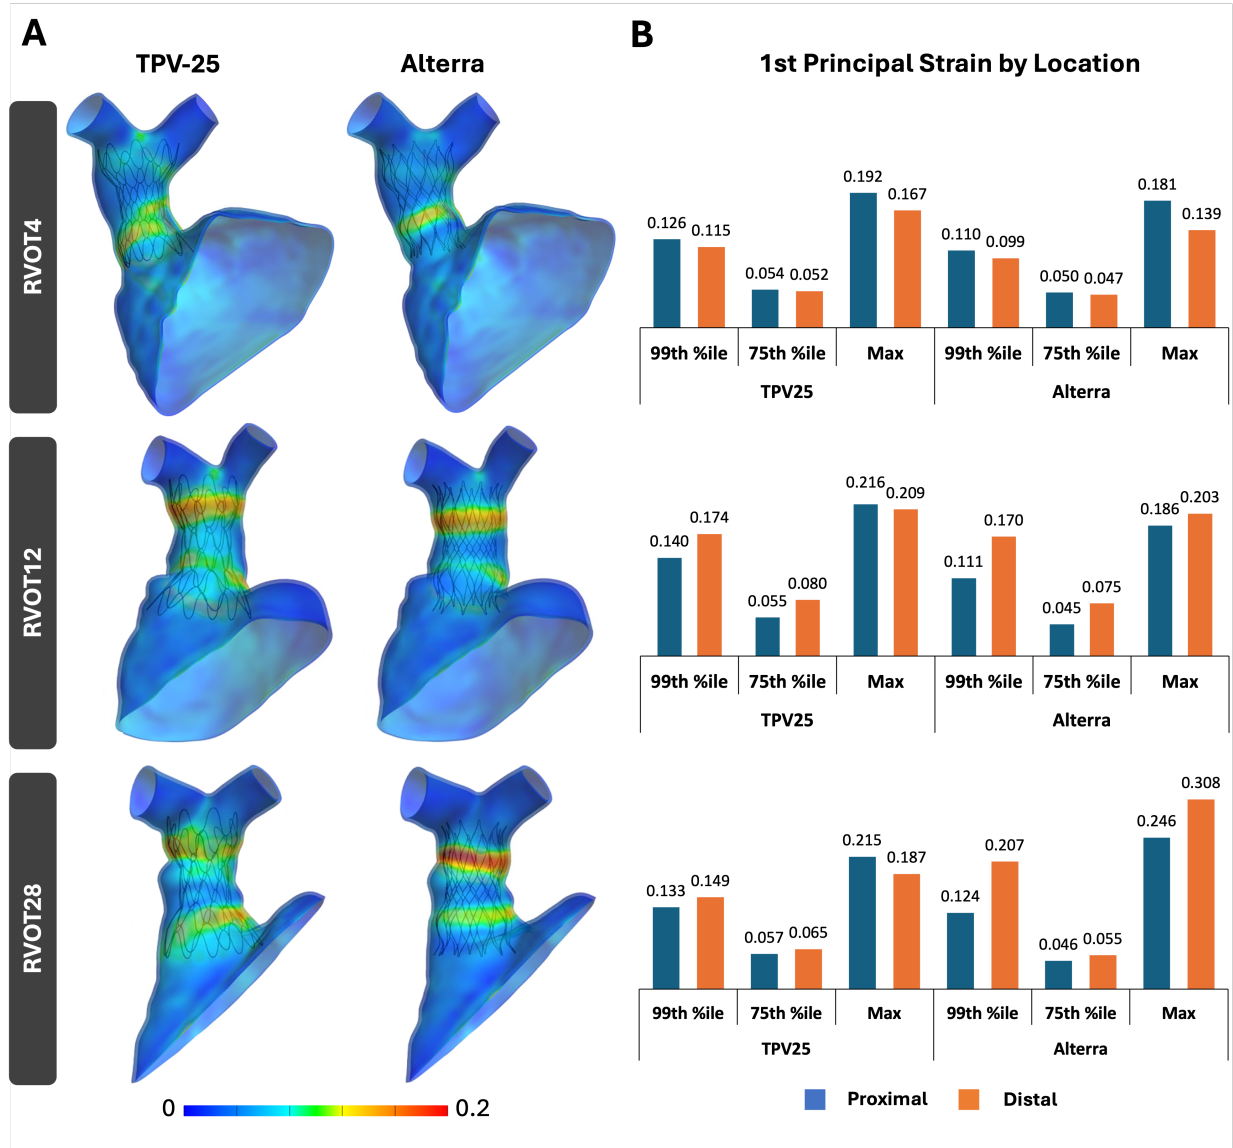 A
B
TPV-25
Alterra
1st Principal Strain by Location
RVOT4
0.126
0.115
0.054
0.052
0.192
0.167
0.110
0.099
0.050
0.047
0.181
0.139
99th %ile
75th %ile
Max
99th %ile
75th %ile
Max
TPV25
Alterra
RVOT12
0.140
0.174
0.055
0.080
0.216
0.209
0.111
0.170
0.045
0.075
0.186
0.203
99th %ile
75th %ile
Max
99th %ile
75th %ile
Max
TPV25
Alterra
RVOT28
0.133
0.149
0.057
0.065
0.215
0.187
0.124
0.207
0.046
0.055
0.246
0.308
99th %ile
75th %ile
Max
99th %ile
75th %ile
Max
TPV25
Alterra
0
0.2
Proximal
Distal